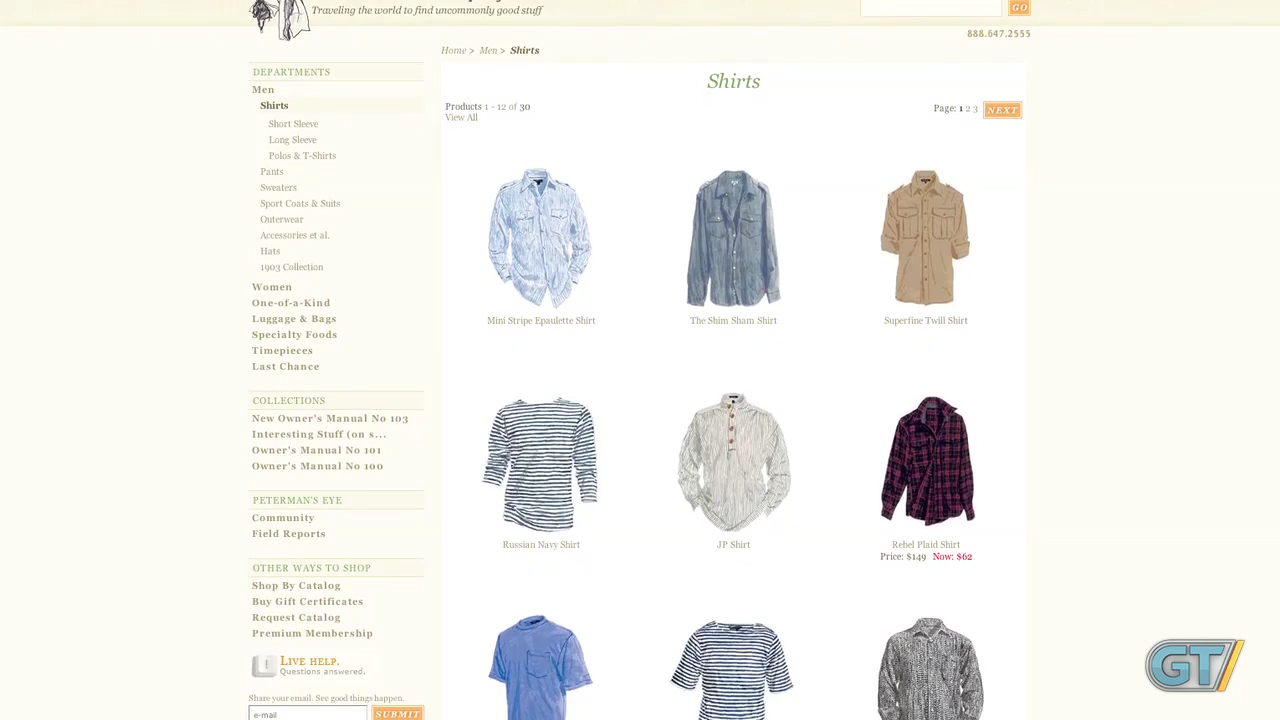 Traveling the world to find uncommonly good stuff
GO
888.647.2555
Home > Men > Shirts
DEPARTMENTS
Men
Shirts
Short Sleeve
Long Sleeve
Polos & T-Shirts
Pants
Sweaters
Sport Coats & Suits
Outerwear
Accessories et al.
Hats
1903 Collection
Women
One-of-a-Kind
Luggage & Bags
Specialty Foods
Timepieces
Last Chance
COLLECTIONS
New Owner's Manual No 103
Interesting Stuff (on s...
Owner's Manual No 101
Owner's Manual No 100
PETERMAN'S EYE
Community
Field Reports
OTHER WAYS TO SHOP
Shop By Catalog
Buy Gift Certificates
Request Catalog
Premium Membership
LIVE HELP.
Questions answered.
Share your email. See good things happen.
e-mail
SUBMIT
Shirts
Products 1 - 12 of 30
View All
Page: 1 2 3 NEXT
Mini Stripe Epaulette Shirt
The Shim Sham Shirt
Superfine Twill Shirt
Russian Navy Shirt
JP Shirt
Rebel Plaid Shirt
Price: $149 Now: $62
GT